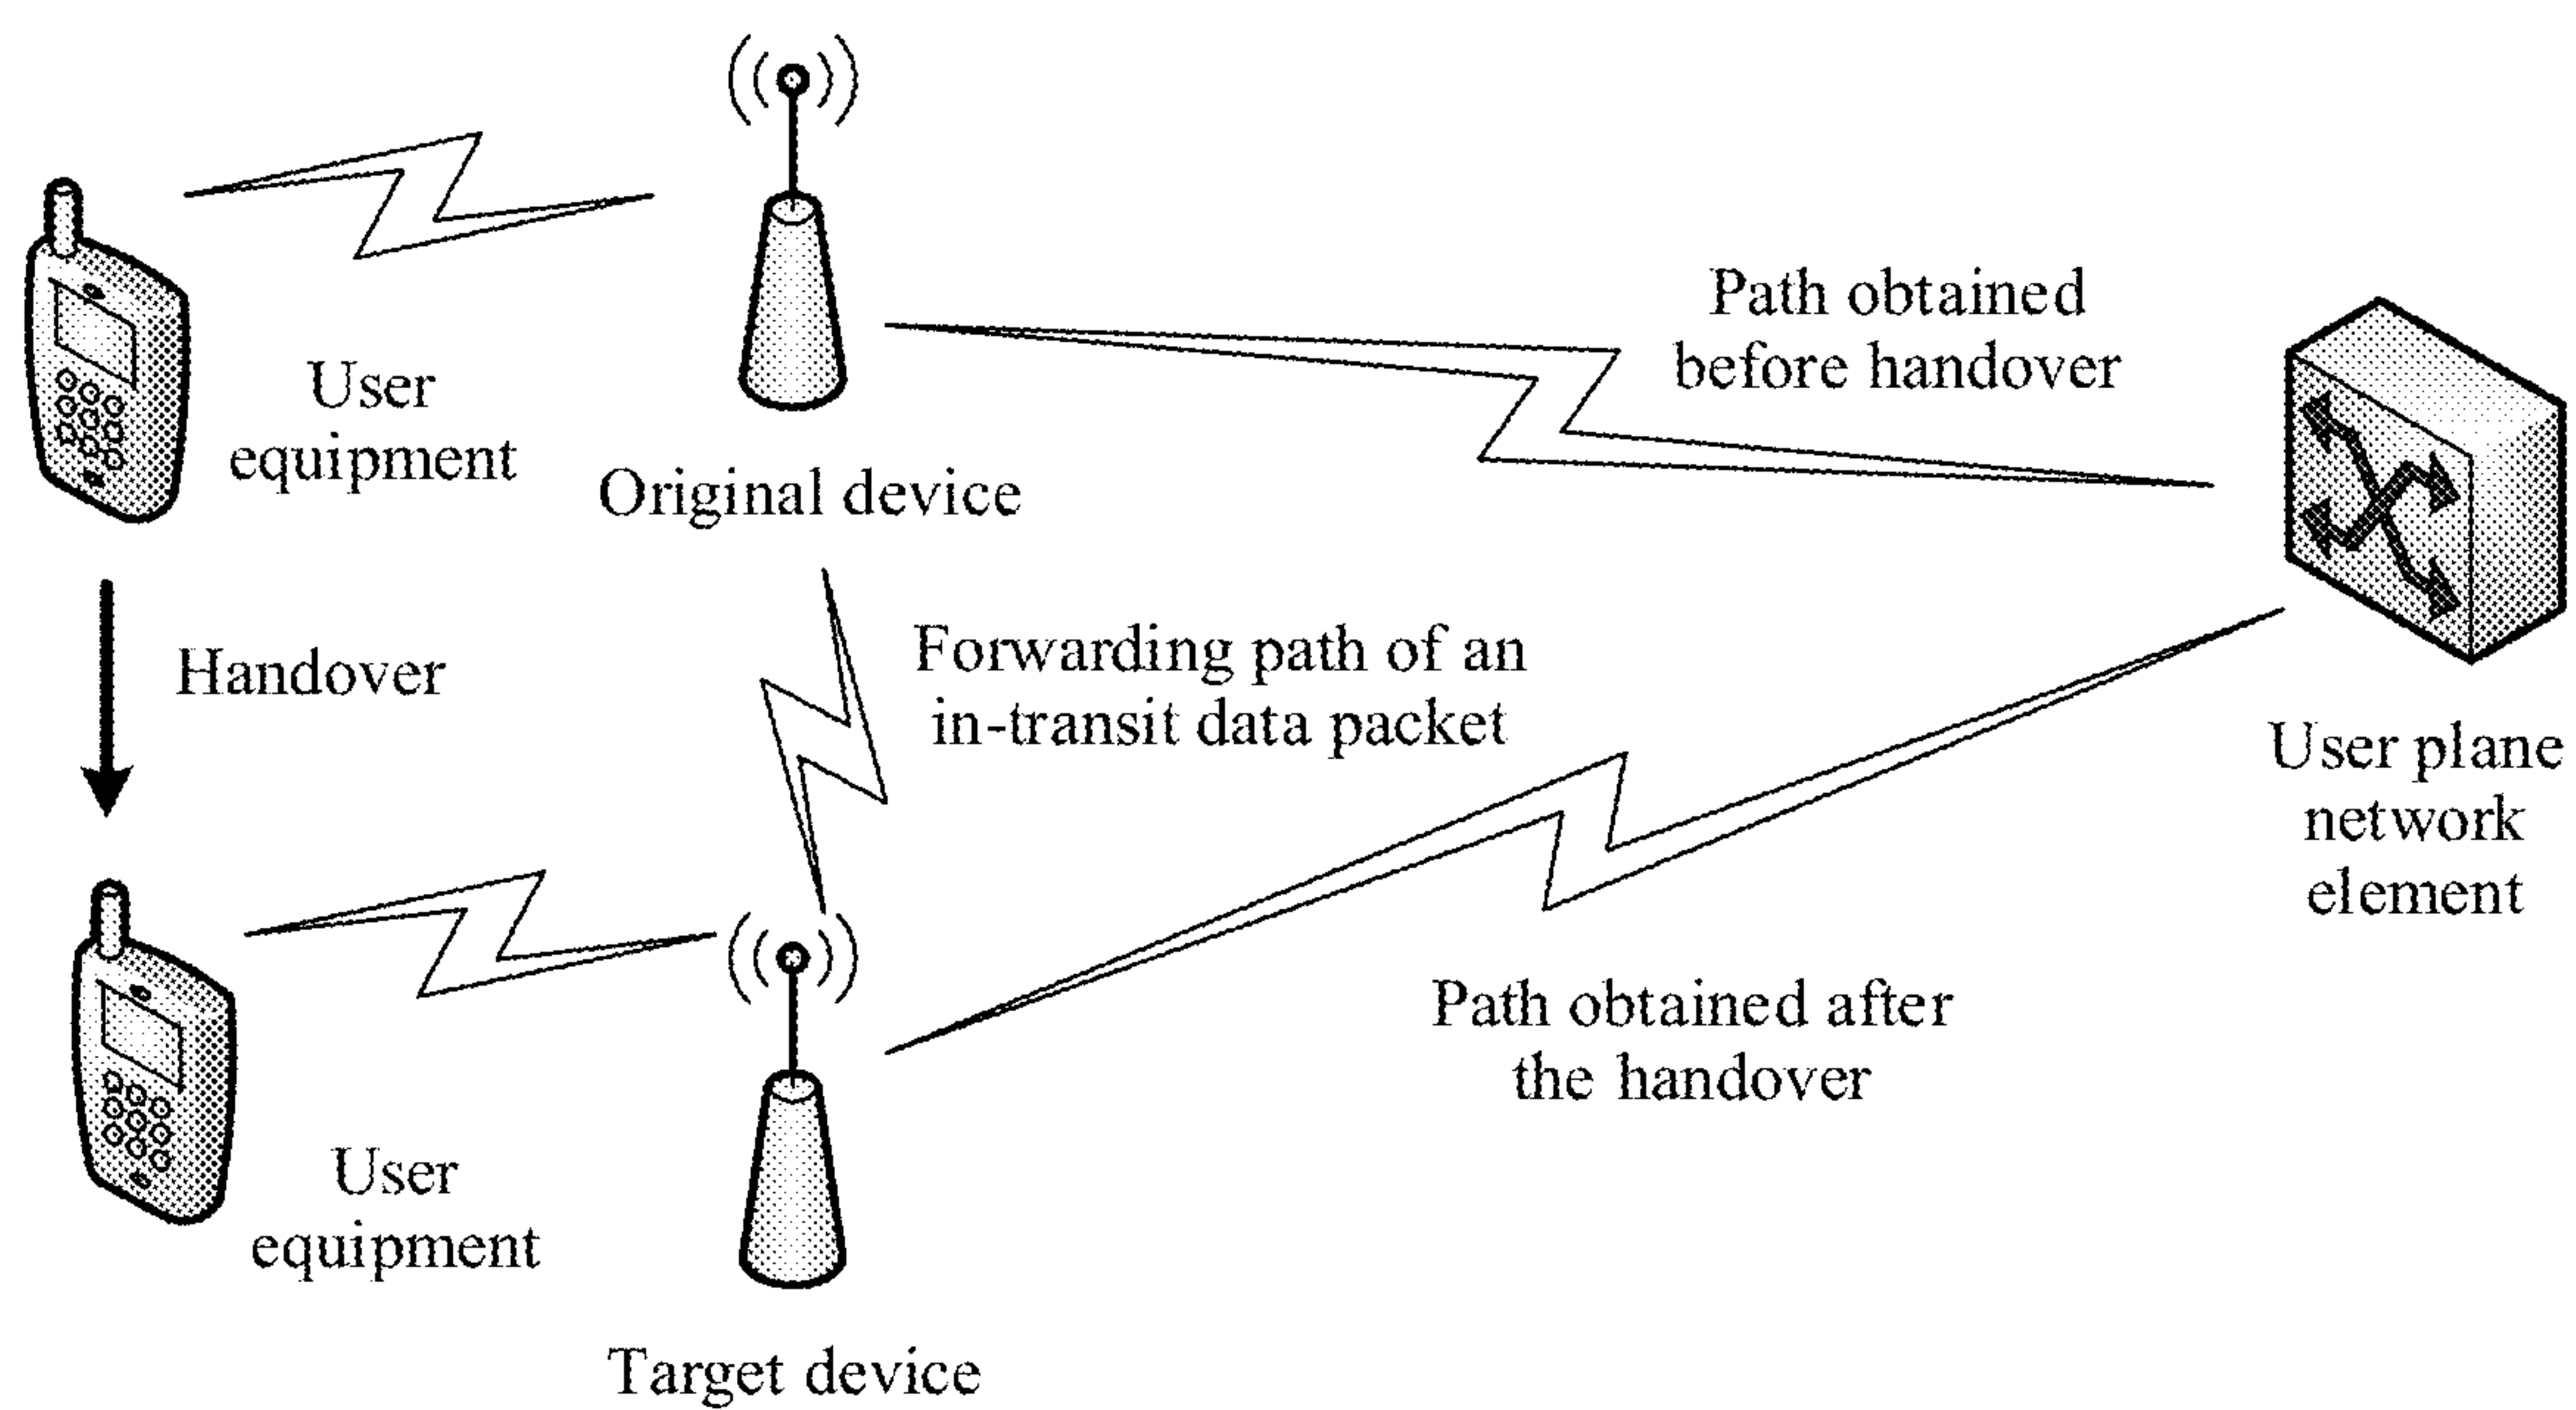 Path obtained
before handover
User
equipment
Original device
Handover
Forwarding path of an
in-transit data packet
User plane
network
element
Path obtained after
the handover
User
equipment
Target device